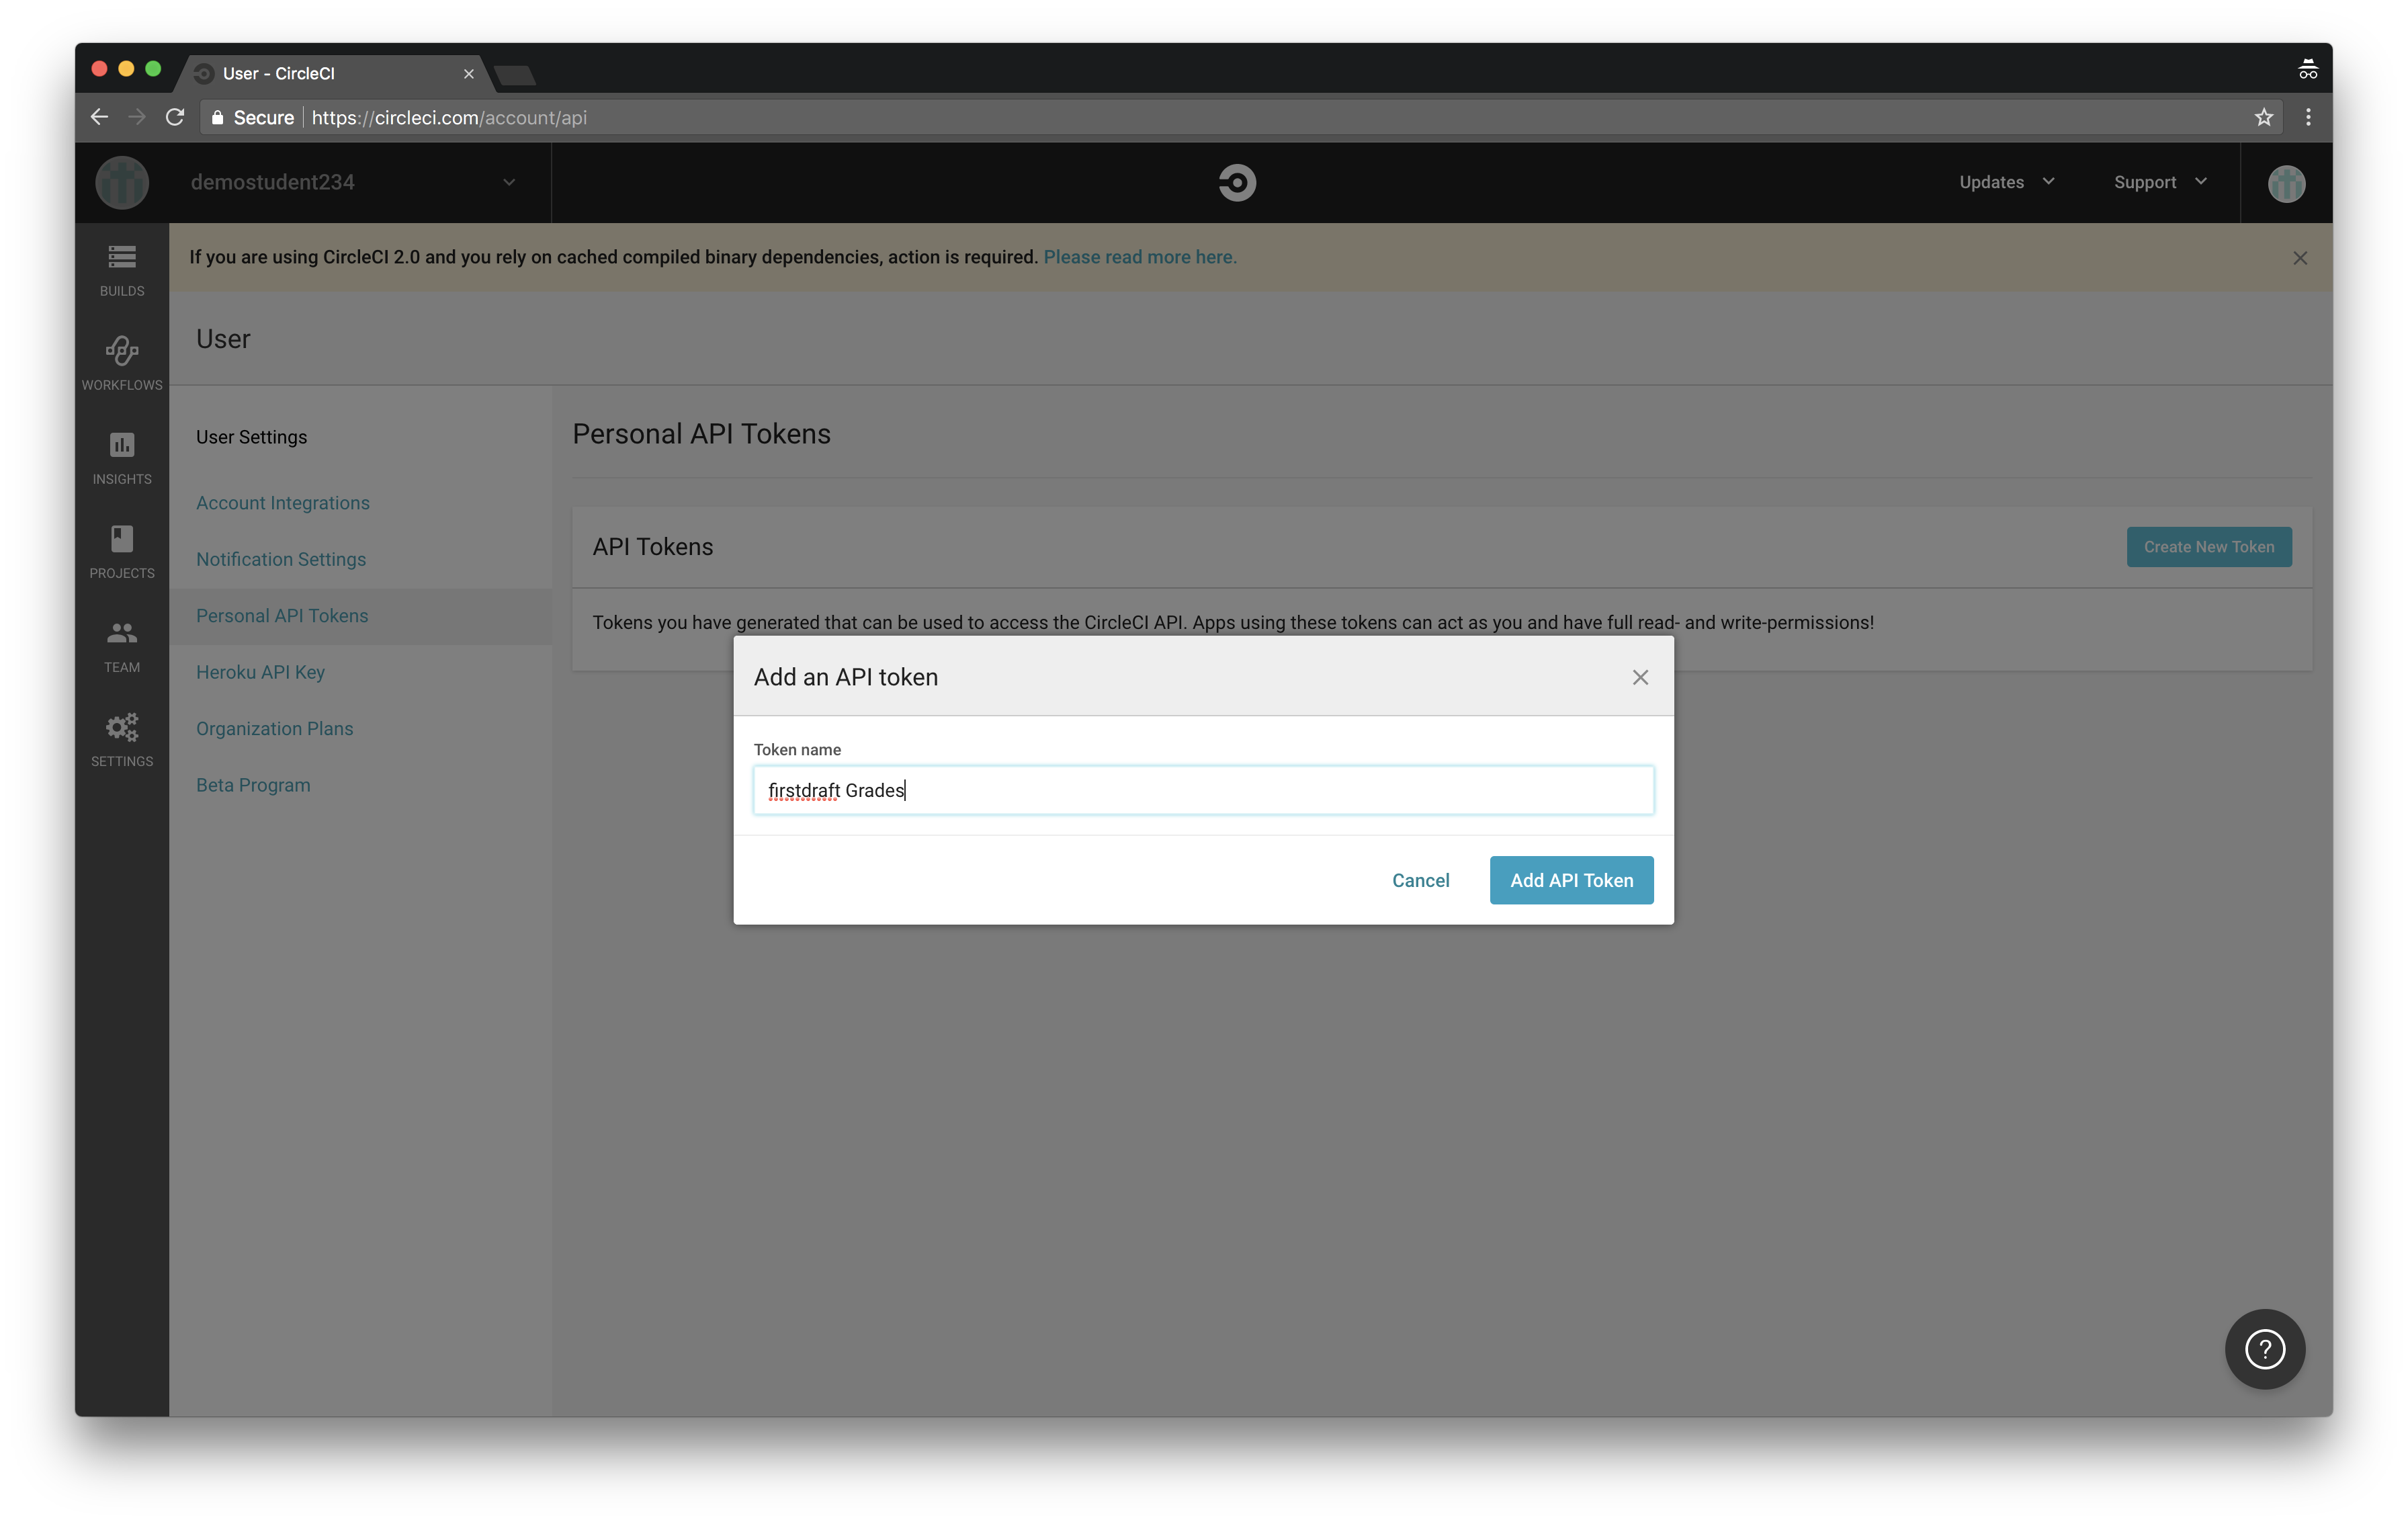 User - CircleCI
Secure https://circleci.com/account/api
demostudent234
Updates
Support
If you are using CircleCI 2.0 and you rely on cached compiled binary dependencies, action is required. Please read more here.
BUILDS
WORKFLOWS
INSIGHTS
PROJECTS
TEAM
SETTINGS
User
User Settings
Account Integrations
Notification Settings
Personal API Tokens
Heroku API Key
Organization Plans
Beta Program
Personal API Tokens
API Tokens
Create New Token
Tokens you have generated that can be used to access the CircleCI API. Apps using these tokens can act as you and have full read- and write-permissions!
Add an API token
Token name
firstdraft Grades
Cancel
Add API Token
?